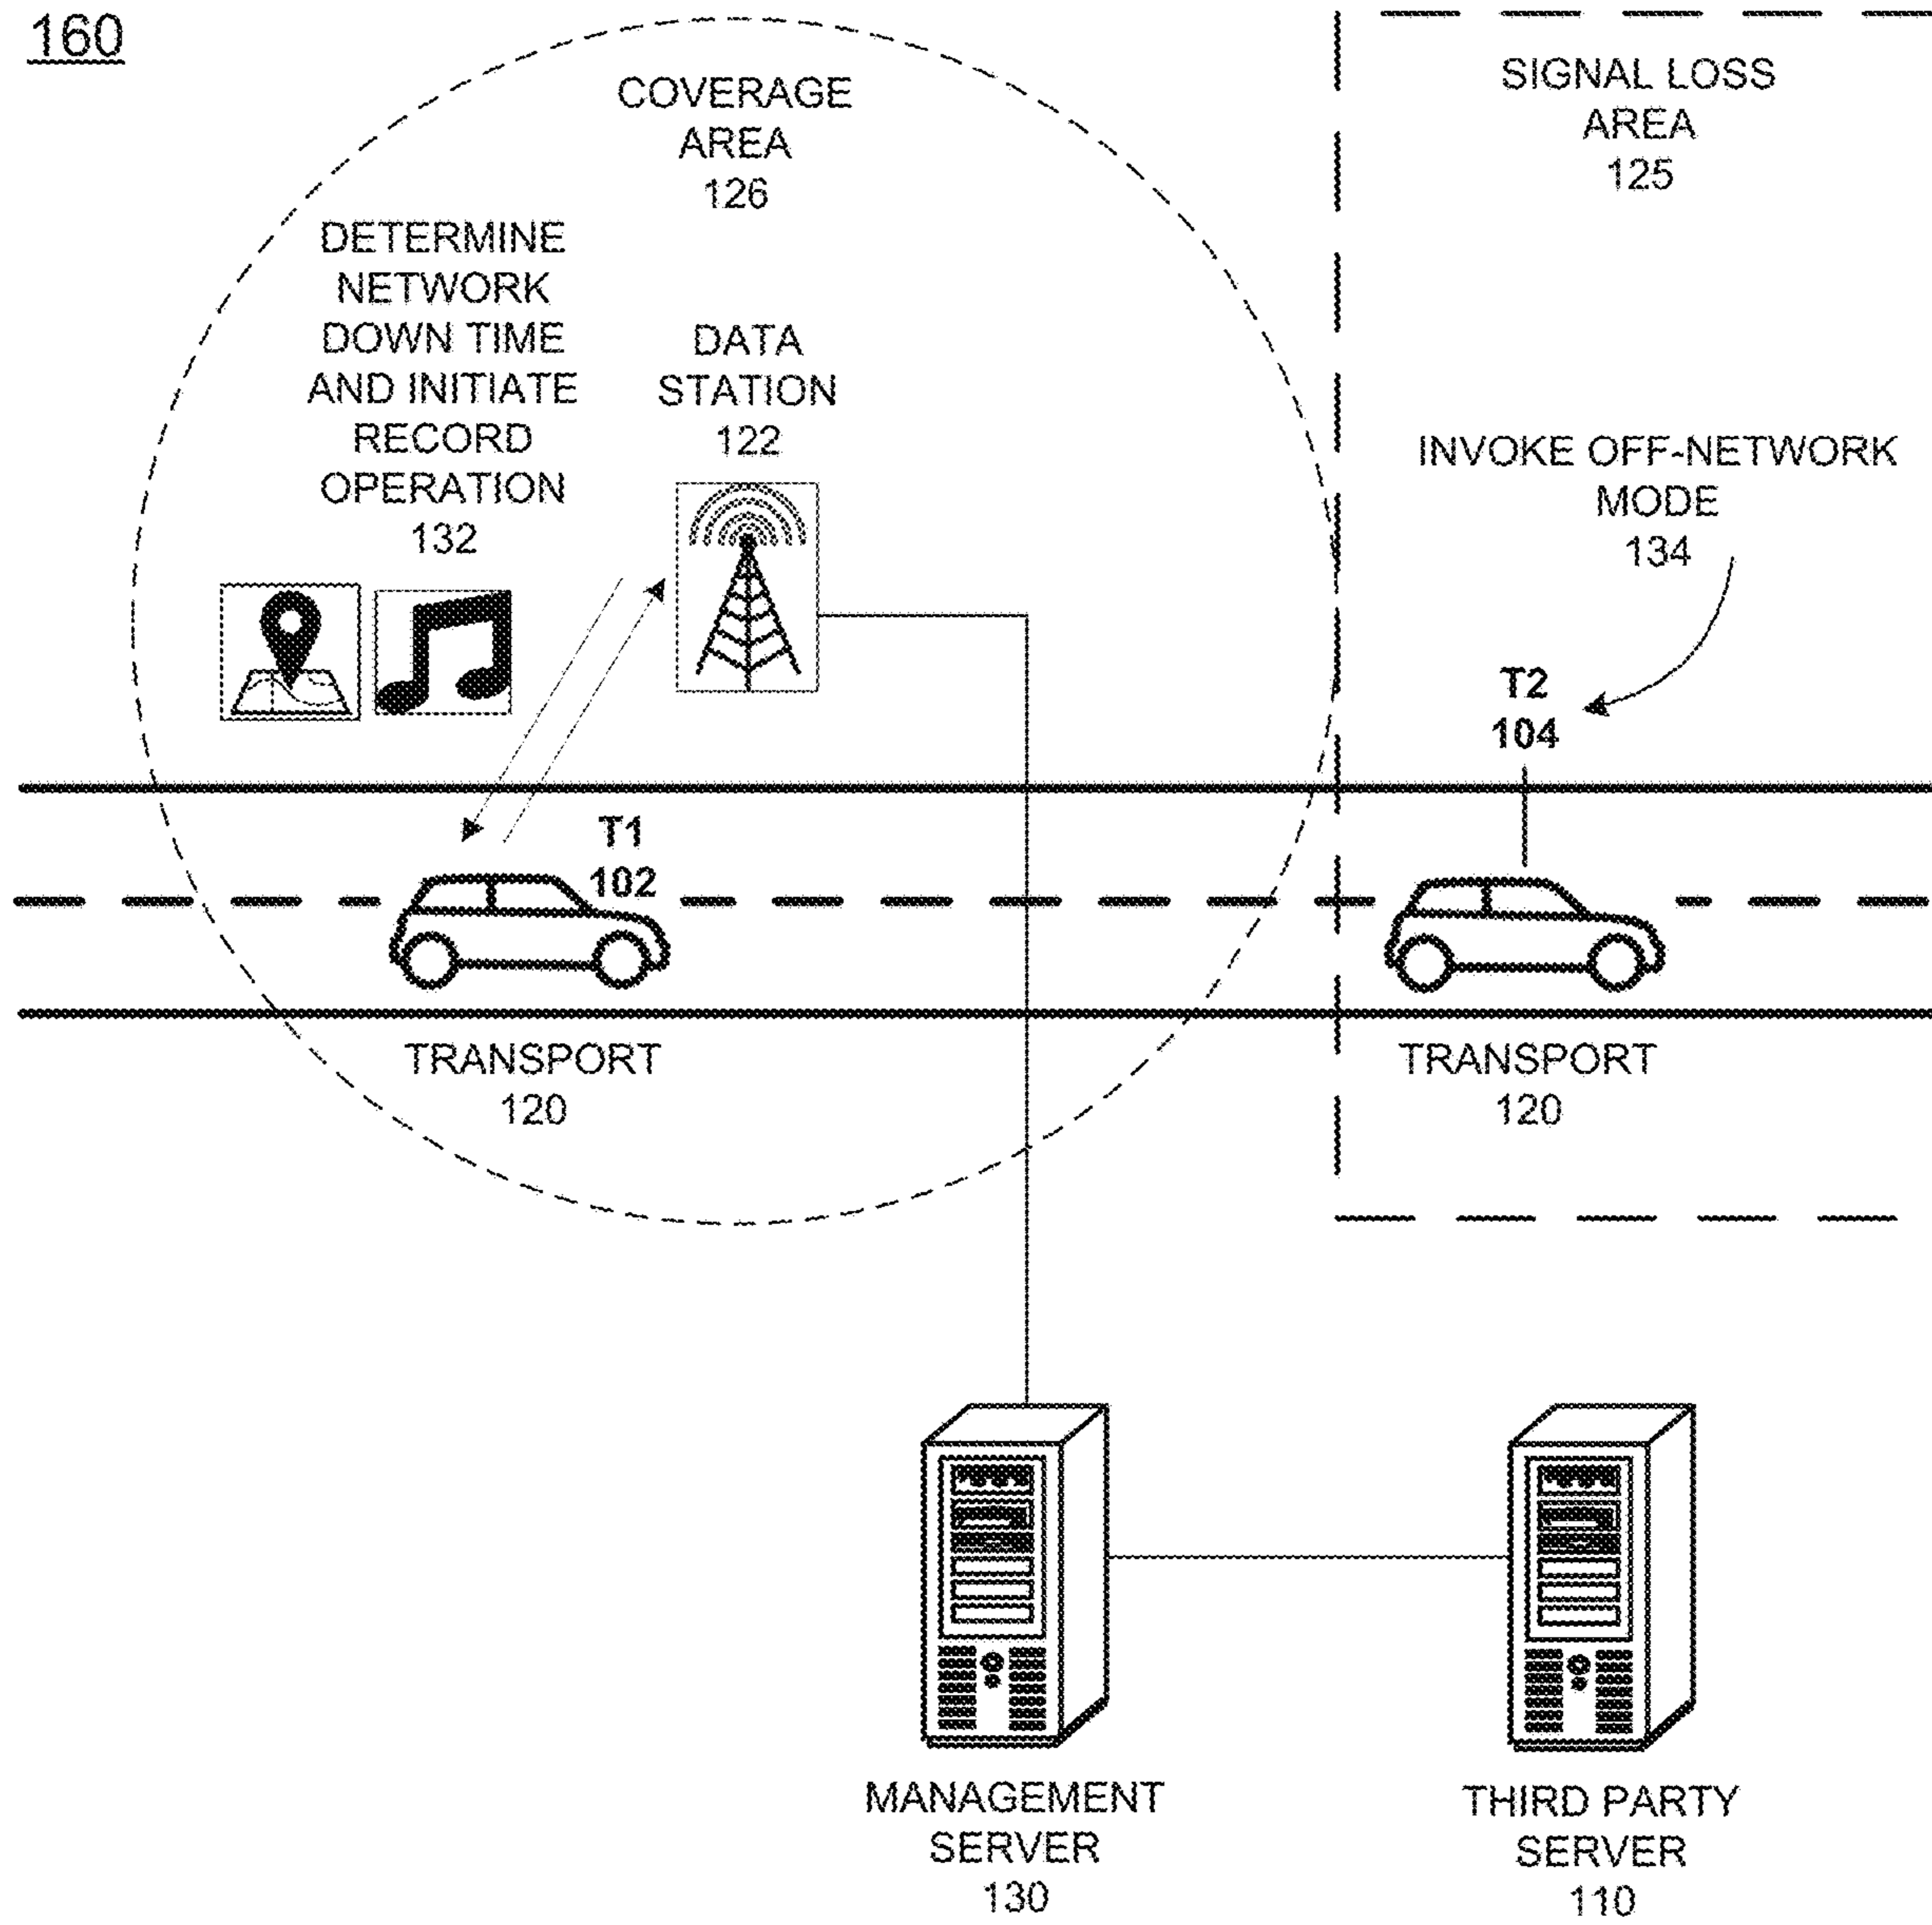 160
COVERAGE
AREA
126
SIGNAL LOSS
AREA
125
DETERMINE
NETWORK
DOWN TIME
AND INITIATE
RECORD
OPERATION
132
DATA
STATION
122
INVOKE OFF-NETWORK
MODE
134
T2
104
T1
102
TRANSPORT
120
TRANSPORT
120
MANAGEMENT
SERVER
130
THIRD PARTY
SERVER
110